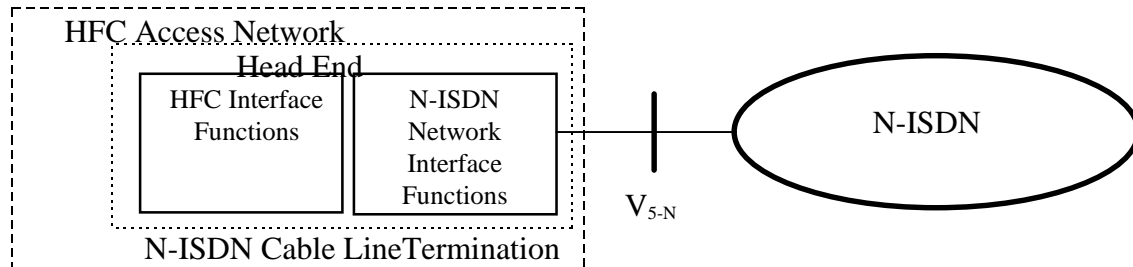 HFC Access Network
Head End
HFC Interface
Functions
N-ISDN
Network
Interface
Functions
V5-N
N-ISDN
N-ISDN Cable LineTermination